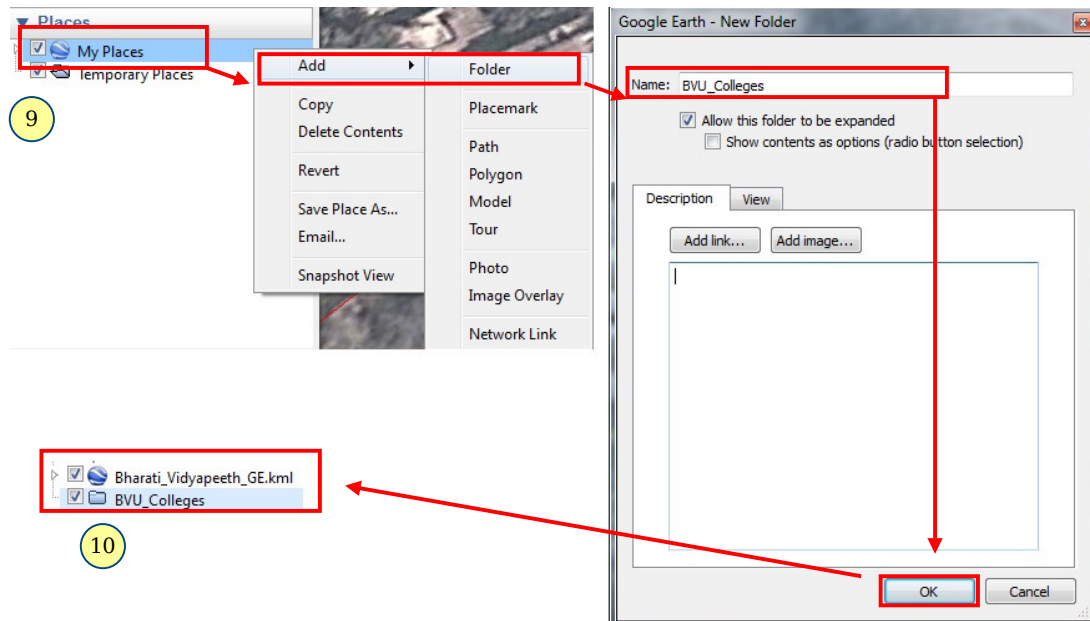 Places
My Places
Temporary Places
9
Add
Copy
Delete Contents
Revert
Save Place As...
Email...
Snapshot View
Folder
Placemark
Path
Polygon
Model
Tour
Photo
Image Overlay
Network Link
Google Earth - New Folder
Name: BVU_Colleges
Allow this folder to be expanded
Show contents as options (radio button selection)
Description View
Add link... Add image...
OK Cancel
Bharati_Vidyapeeth_GE.kml
BVU_Colleges
10